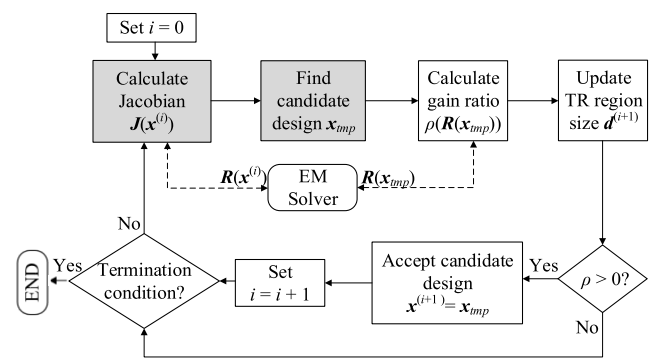 Set i = 0
Calculate
Jacobian
J(x^(i))
Find
candidate
design x_tmp
Calculate
gain ratio
ρ(R(x_tmp))
Update
TR region
size d^(i+1)
R(x^(i))
EM
Solver
R(x_tmp)
No
END
Yes
Termination
condition?
Set
i = i + 1
Accept candidate
design
x^(i+1) = x_tmp
Yes
ρ > 0?
No